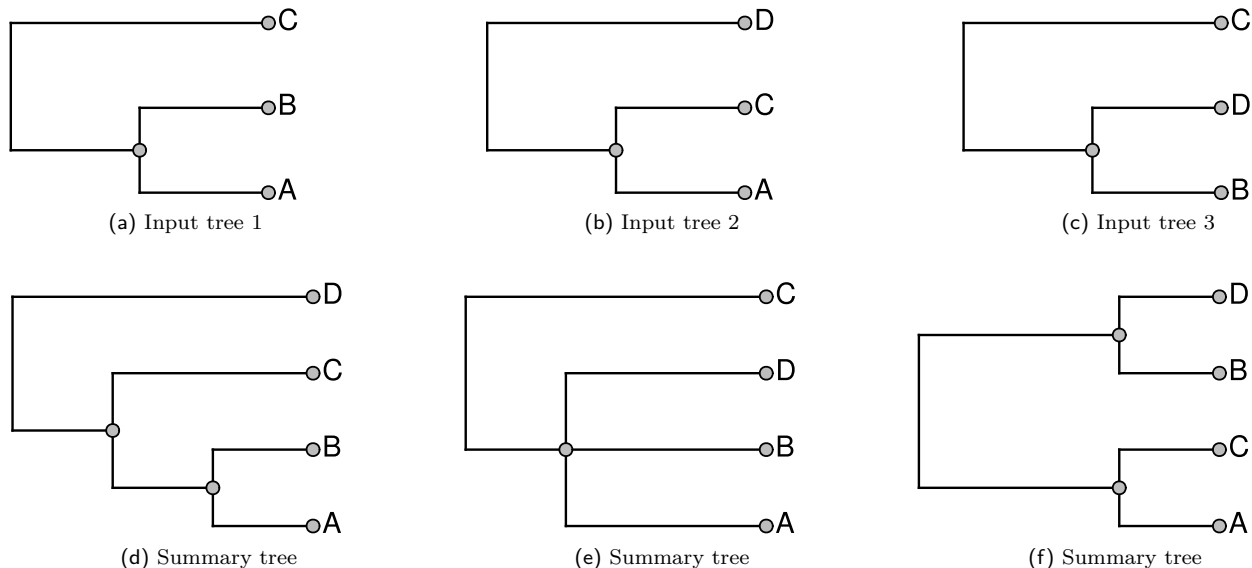 C
B
A
(a) Input tree 1
D
C
A
(b) Input tree 2
C
D
B
(c) Input tree 3
D
C
B
A
(d) Summary tree
C
D
B
A
(e) Summary tree
D
B
C
A
(f) Summary tree